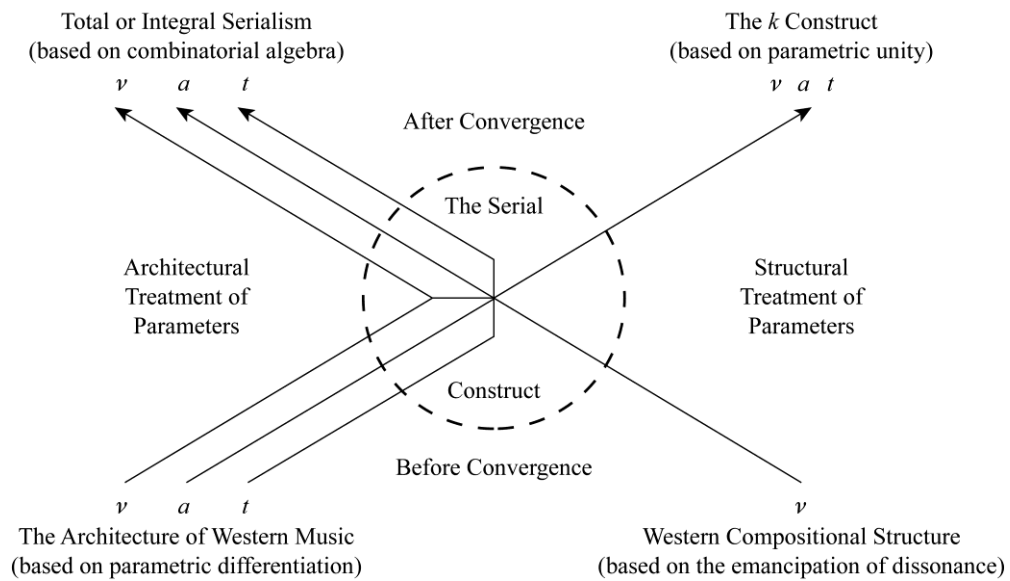 Total or Integral Serialism
(based on combinatorial algebra)
ν a t
The k Construct
(based on parametric unity)
ν a t
After Convergence
The Serial
Architectural
Treatment of
Parameters
Structural
Treatment of
Parameters
Construct
Before Convergence
ν a t
The Architecture of Western Music
(based on parametric differentiation)
ν
Western Compositional Structure
(based on the emancipation of dissonance)